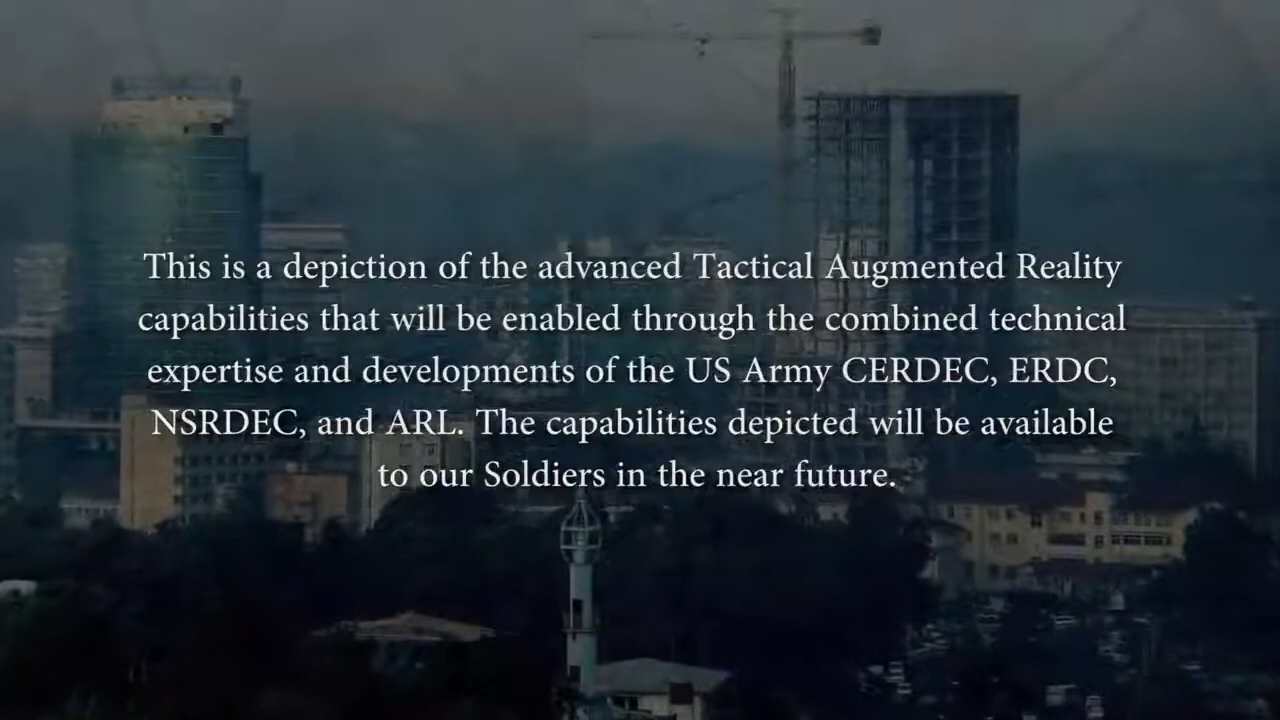 This is a depiction of the advanced Tactical Augmented Reality
capabilities that will be enabled through the combined technical
expertise and developments of the US Army CERDEC, ERDC,
NSRDEC, and ARL. The capabilities depicted will be available
to our Soldiers in the near future.